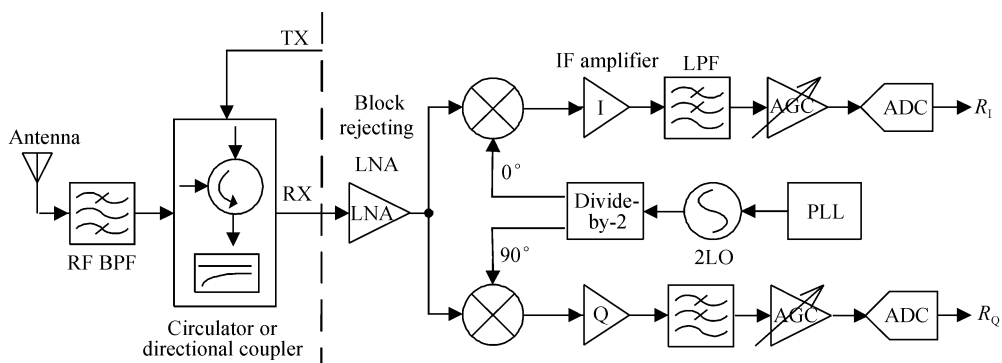 TX
IF amplifier
LPF
Block
rejecting
LNA
I
AGC
ADC
R_I
Antenna
0°
RX
LNA
Divide-
by-2
PLL
RF BPF
90°
2LO
Q
AGC
ADC
R_Q
Circulator or
directional coupler